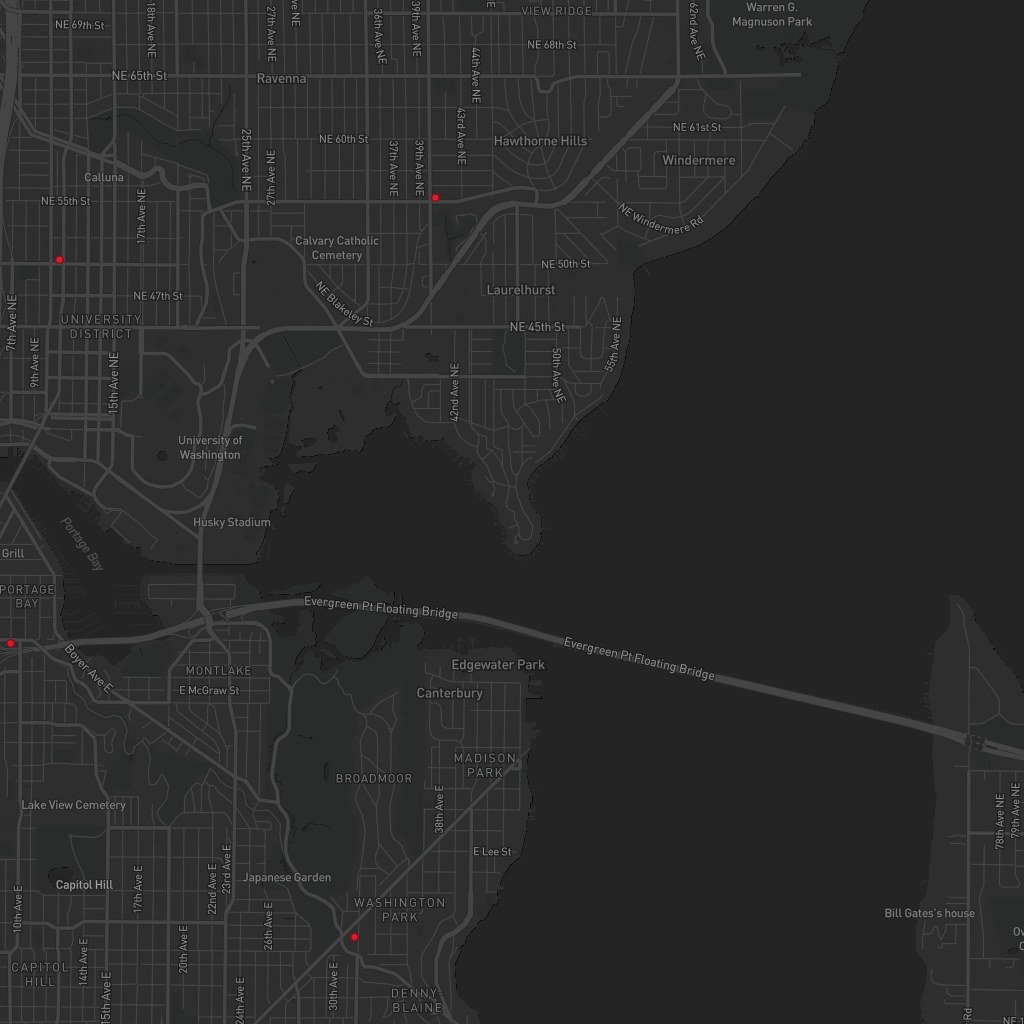 Warren G.
Magnuson Park
VIEW RIDGE
NE 69th St
18th Ave NE
27th Ave NE
36th Ave NE
39th Ave NE
62nd Ave NE
NE 68th St
44th Ave NE
NE 65th St
Ravenna
43rd Ave NE
NE 61st St
NE 60th St
Hawthorne Hills
25th Ave NE
27th Ave NE
37th Ave NE
39th Ave NE
Windermere
Calluna
NE 55th St
17th Ave NE
NE Windermere Rd
Calvary Catholic
Cemetery
NE 50th St
NE 47th St
NE Blakeley St
Laurelhurst
7th Ave NE
UNIVERSITY
DISTRICT
NE 45th St
55th Ave NE
9th Ave NE
15th Ave NE
42nd Ave NE
50th Ave NE
University of
Washington
Husky Stadium
Portage Bay
Grill
PORTAGE
BAY
Evergreen Pt Floating Bridge
Evergreen Pt Floating Bridge
Boyer Ave E
MONTLAKE
E McGraw St
Edgewater Park
Canterbury
MADISON
PARK
BROADMOOR
Lake View Cemetery
38th Ave E
78th Ave NE
79th Ave NE
E Lee St
Capitol Hill
17th Ave E
22nd Ave E
23rd Ave E
Japanese Garden
WASHINGTON
PARK
Bill Gates's house
10th Ave E
14th Ave E
20th Ave E
26th Ave E
CAPITOL
HILL
15th Ave E
24th Ave E
30th Ave E
DENNY
BLAINE
Rd
NE 1